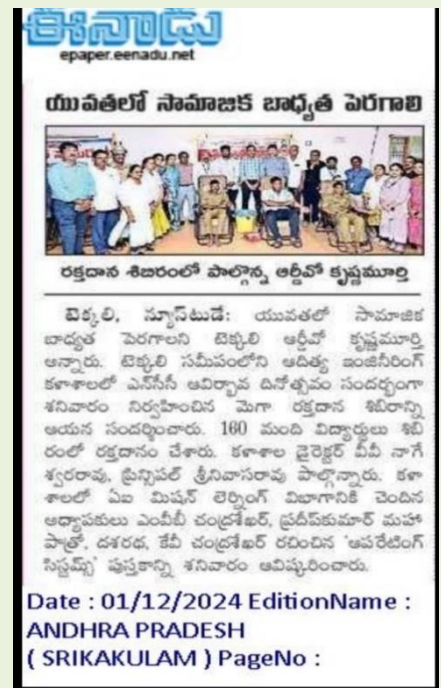 ఈనాడు
epaper.eenadu.net
యువతలో సామాజిక బాధ్యత పెరగాలి
రక్తదాన శిబిరంలో పాల్గొన్న ఆర్డీవో కృష్ణమూర్తి
టెక్కలి, న్యూస్‌టుడే: యువతలో సామాజిక
బాధ్యత పెరగాలని టెక్కలి ఆర్డీవో కృష్ణమూర్తి
అన్నారు. టెక్కలి సమీపంలోని ఆదిత్య ఇంజినీరింగ్
కళాశాలలో ఎన్‌సీసీ ఆవిర్భావ దినోత్సవం సందర్భంగా
శనివారం నిర్వహించిన మెగా రక్తదాన శిబిరాన్ని
ఆయన సందర్శించారు. 160 మంది విద్యార్థులు శిబి
రంలో రక్తదానం చేశారు. కళాశాల డైరెక్టర్ వీవీ నాగే
శ్వరరావు, ప్రిన్సిపల్ శ్రీనివాసరావు పాల్గొన్నారు. కళా
శాలలో ఏఐ మిషన్ లెర్నింగ్ విభాగానికి చెందిన
అధ్యాపకులు ఎంవీబీ చంద్రశేఖర్, ప్రదీప్‌కుమార్ మహా
పాత్రో, దశరథ, కేవీ చంద్రశేఖర్ రచించిన 'ఆపరేటింగ్
సిస్టమ్స్' పుస్తకాన్ని శనివారం ఆవిష్కరించారు.
Date : 01/12/2024 EditionName :
ANDHRA PRADESH
( SRIKAKULAM ) PageNo :